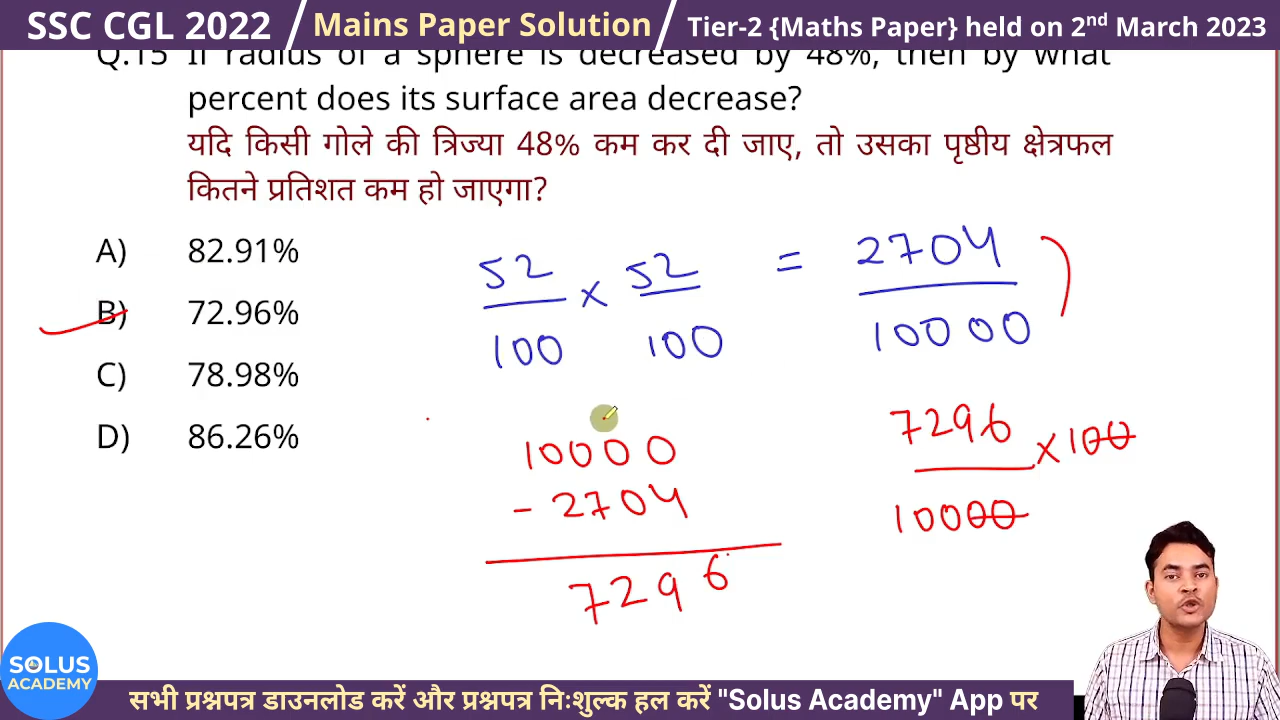 SSC CGL 2022 / Mains Paper Solution / Tier-2 {Maths Paper} held on 2nd March 2023
Q.15 If radius of a sphere is decreased by 48%, then by what
percent does its surface area decrease?
यदि किसी गोले की त्रिज्या 48% कम कर दी जाए, तो उसका पृष्ठीय क्षेत्रफल
कितने प्रतिशत कम हो जाएगा?
A) 82.91%
B) 72.96%
C) 78.98%
D) 86.26%
52/100 × 52/100 = 2704/10000
10000
- 2704
7296
7296/10000 × 100
SOLUS
ACADEMY
सभी प्रश्नपत्र डाउनलोड करें और प्रश्नपत्र निःशुल्क हल करें "Solus Academy" App पर